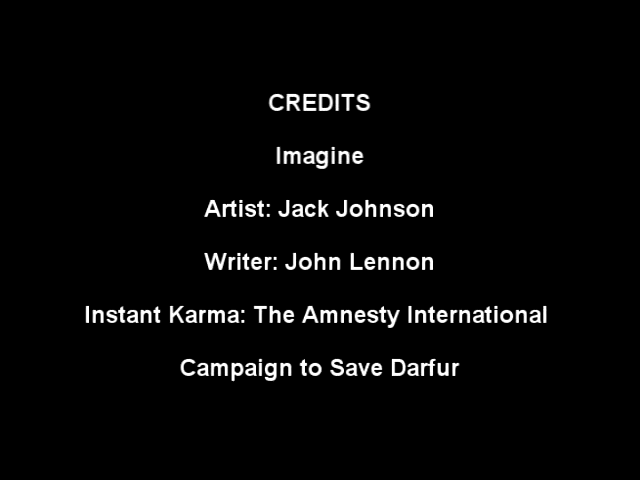 CREDITS
Imagine
Artist: Jack Johnson
Writer: John Lennon
Instant Karma: The Amnesty International
Campaign to Save Darfur